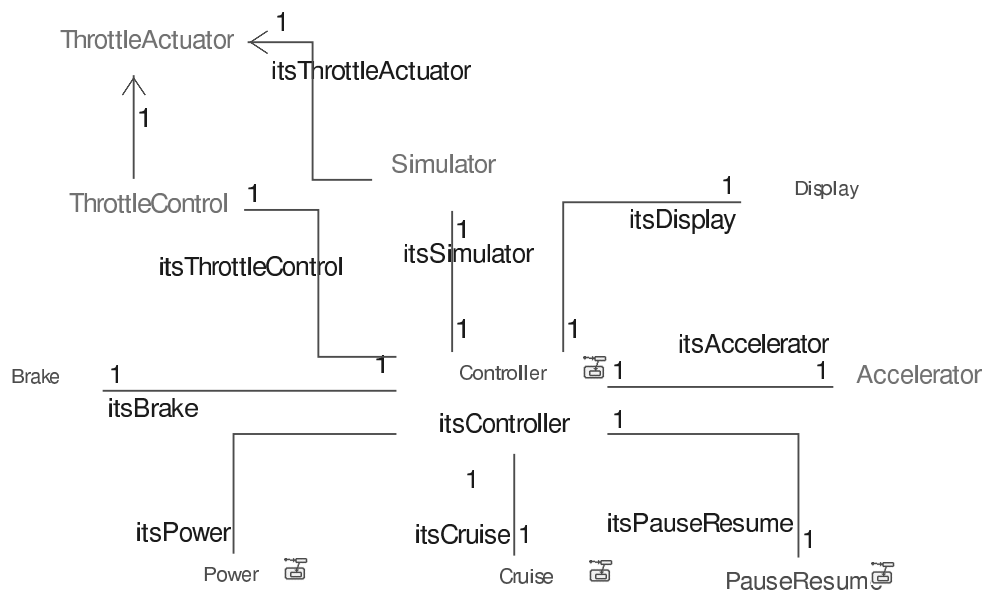 1
ThrottleActuator
itsThrottleActuator
1
Simulator
1
Display
ThrottleControl
1
itsDisplay
1
itsSimulator
itsThrottleControl
1
1
itsAccelerator
1
Brake
1
Controller
1
1
Accelerator
itsBrake
itsController
1
1
itsPower
itsCruise
1
itsPauseResume
1
Power
Cruise
PauseResume